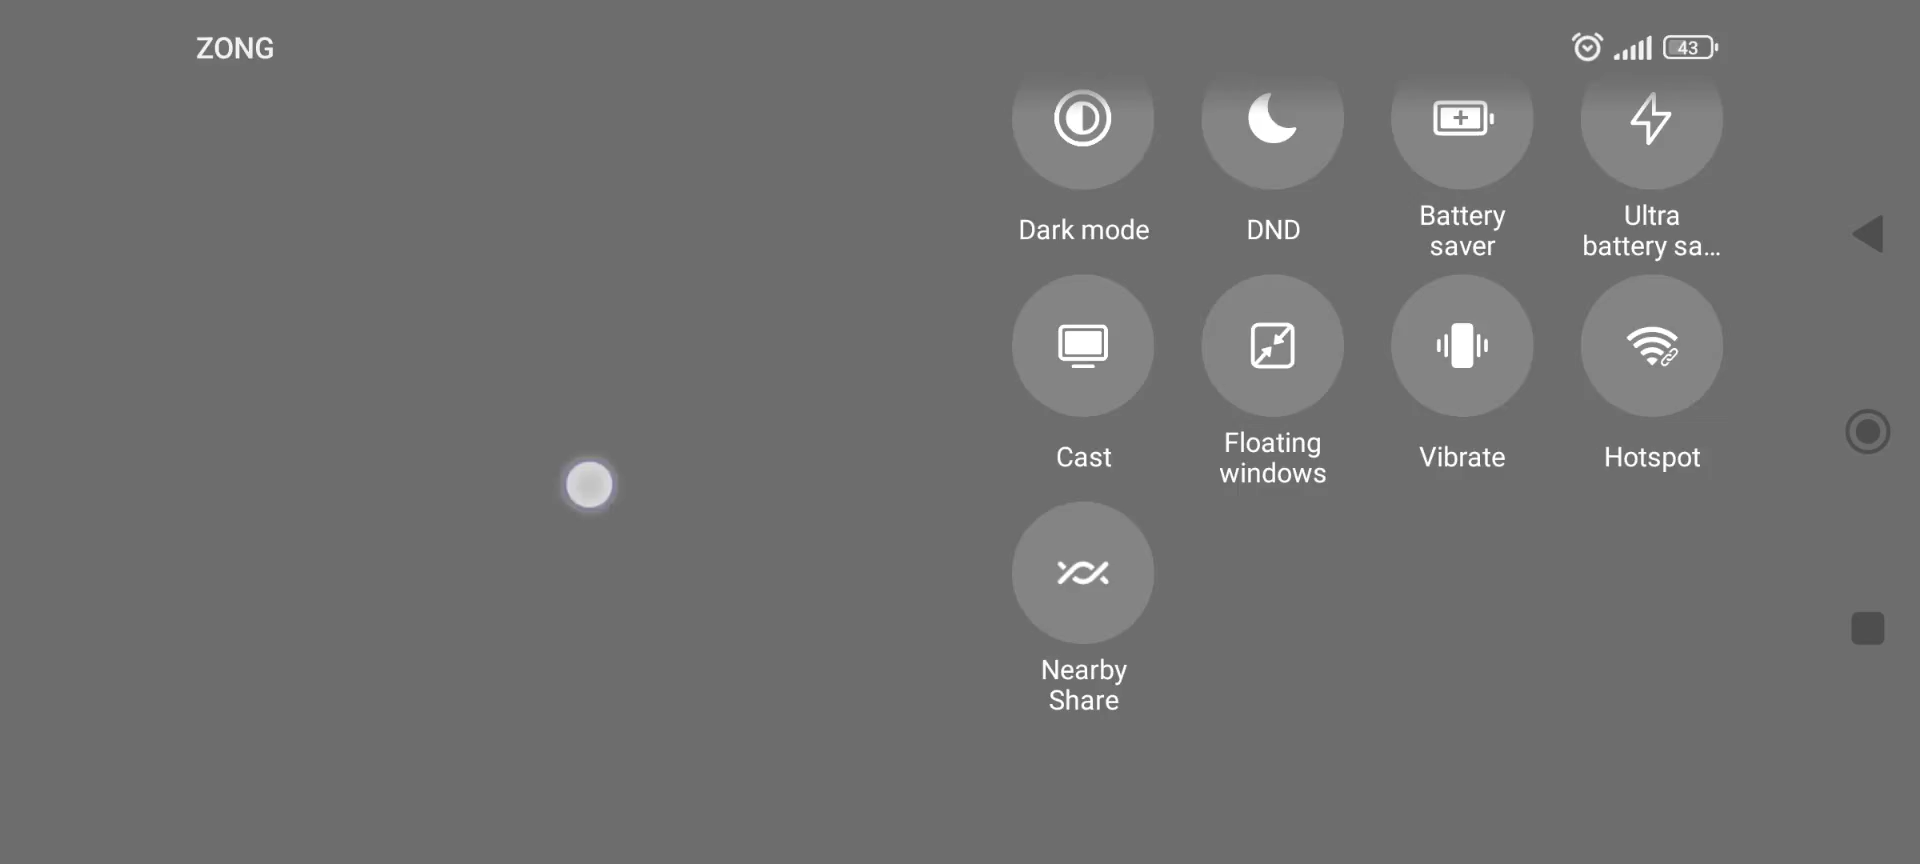 ZONG
43
Dark mode
DND
Battery
saver
Ultra
battery sa...
Cast
Floating
windows
Vibrate
Hotspot
Nearby
Share